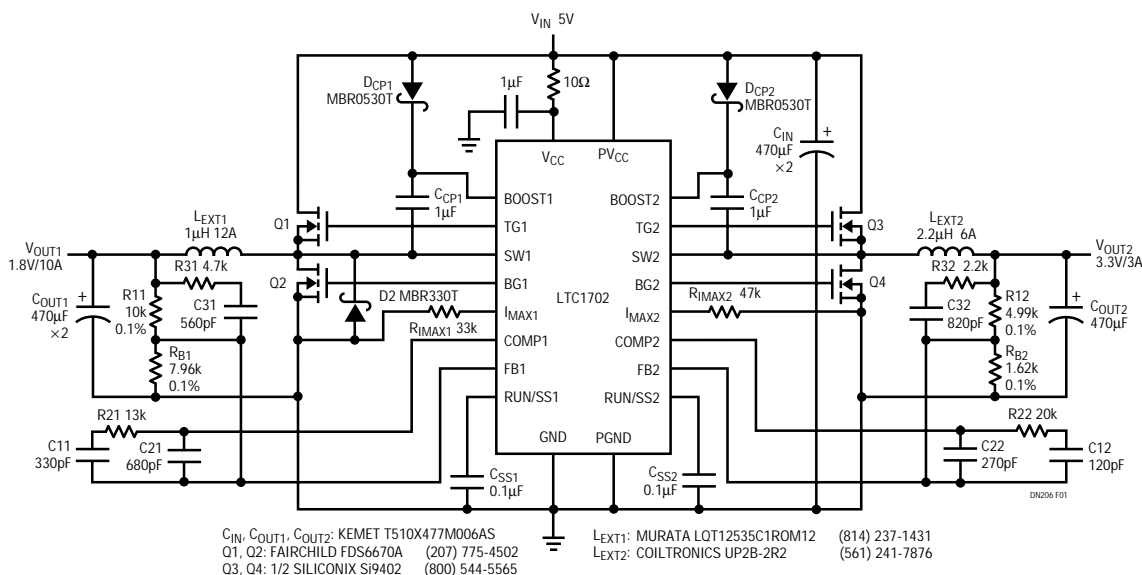 VIN 5V
DCP1
MBR0530T
1µF
10Ω
DCP2
MBR0530T
CIN
470µF
×2
+
VCC
PVCC
BOOST1
BOOST2
CCP1
1µF
CCP2
1µF
Q1
TG1
TG2
Q3
LEXT1
1µH 12A
LEXT2
2.2µH 6A
VOUT1
1.8V/10A
SW1
SW2
VOUT2
3.3V/3A
R31 4.7k
R32 2.2k
Q2
BG1
LTC1702
BG2
Q4
+
COUT1
470µF
×2
R11
10k
0.1%
C31
560pF
D2 MBR330T
RIMAX1 33k
IMAX1
IMAX2
RIMAX2 47k
C32
820pF
R12
4.99k
0.1%
+
COUT2
470µF
COMP1
COMP2
RB1
7.96k
0.1%
FB1
FB2
RB2
1.62k
0.1%
RUN/SS1
RUN/SS2
R21 13k
R22 20k
C11
330pF
C21
680pF
GND
PGND
C22
270pF
C12
120pF
CSS1
0.1µF
CSS2
0.1µF
DN206 F01
CIN, COUT1, COUT2: KEMET T510X477M006AS
Q1, Q2: FAIRCHILD FDS6670A (207) 775-4502
Q3, Q4: 1/2 SILICONIX Si9402 (800) 544-5565
LEXT1: MURATA LQT12535C1ROM12 (814) 237-1431
LEXT2: COILTRONICS UP2B-2R2 (561) 241-7876